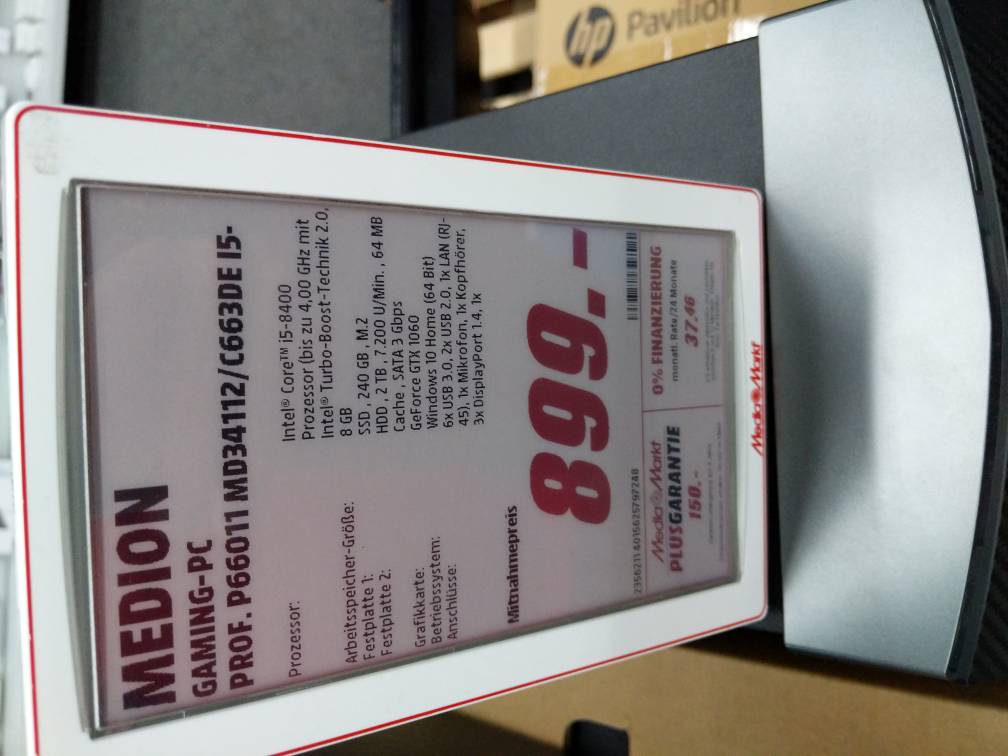 hp Pavilion
MEDION
GAMING-PC
PROF. P66011 MD34112/C663DE I5-
Prozessor: Intel® Core™ i5-8400
Prozessor (bis zu 4,00 GHz mit
Intel® Turbo-Boost-Technik 2.0,
Arbeitsspeicher-Größe: 8 GB
Festplatte 1: SSD , 240 GB , M.2
Festplatte 2: HDD , 2 TB , 7.200 U/Min. , 64 MB
Cache , SATA 3 Gbps
Grafikkarte: GeForce GTX 1060
Betriebssystem: Windows 10 Home (64 Bit)
Anschlüsse: 6x USB 3.0, 2x USB 2.0, 1x LAN (RJ-
45), 1x Mikrofon, 1x Kopfhörer,
3x DisplayPort 1.4, 1x
Mitnahmepreis
899.–
2356211 4015625797248
MediaMarkt
PLUSGARANTIE
150.-
0% FINANZIERUNG
monatl. Rate/24 Monate
37.46
MediaMarkt